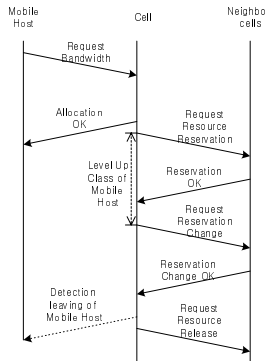 Mobile
Host
Cell
Neighbo
cells
Request
Bandwidth
Allocation
OK
Request
Resource
Reservation
Level Up
Class of
Mobile
Host
Reservation
OK
Request
Reservation
Change
Reservation
Change OK
Detection
leaving of
Mobile Host
Request
Resource
Release